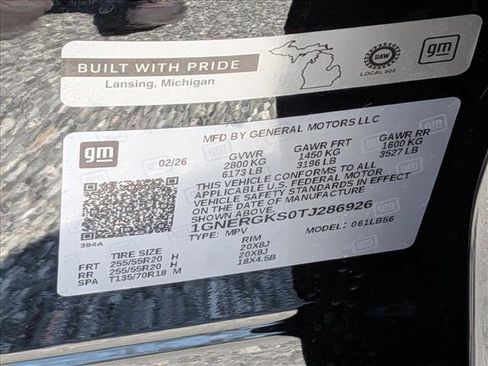 BUILT WITH PRIDE
Lansing, Michigan
UAW
LOCAL 602
gm
gm
02/26
MFD BY GENERAL MOTORS LLC
GVWR GAWR FRT GAWR RR
2800 KG 1450 KG 1600 KG
6173 LB 3196 LB 3527 LB
THIS VEHICLE CONFORMS TO ALL
APPLICABLE U.S. FEDERAL MOTOR
VEHICLE SAFETY STANDARDS IN EFFECT
ON THE DATE OF MANUFACTURE
SHOWN ABOVE.
1GNERGKS0TJ286926
TYPE: MPV MODEL: 061LB56
3B4A
TIRE SIZE RIM
FRT 255/55R20 H 20X8J
RR 255/55R20 H 20X8J
SPA T135/70R18 M 18X4.5B